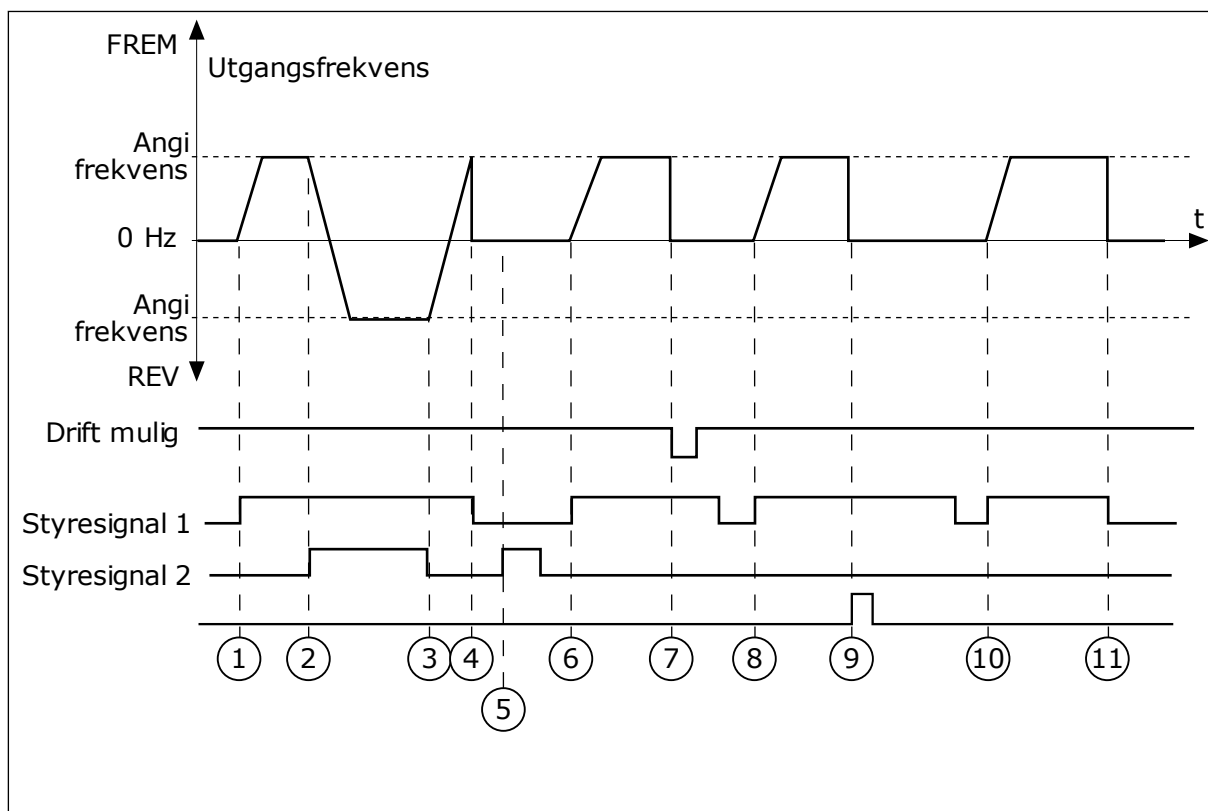 FREM
Utgangsfrekvens
Angi
frekvens
0 Hz
t
Angi
frekvens
REV
Drift mulig
Styresignal 1
Styresignal 2
1 2 3 4 6 7 8 9 10 11
5